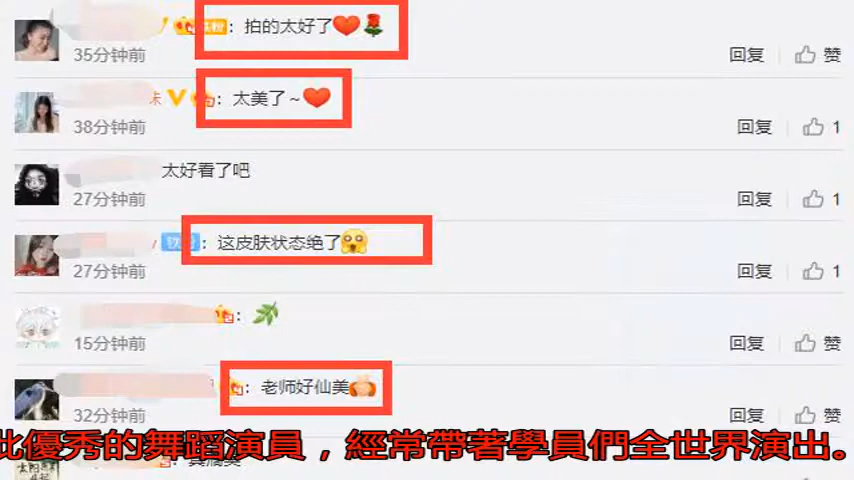 ：拍的太好了
35分钟前
回复 赞
：太美了~
38分钟前
回复 1
太好看了吧
27分钟前
回复 1
：这皮肤状态绝了
27分钟前
回复 1
：
15分钟前
回复 赞
：老师好仙美
32分钟前
回复 赞
此優秀的舞蹈演員，經常帶著學員們全世界演出。